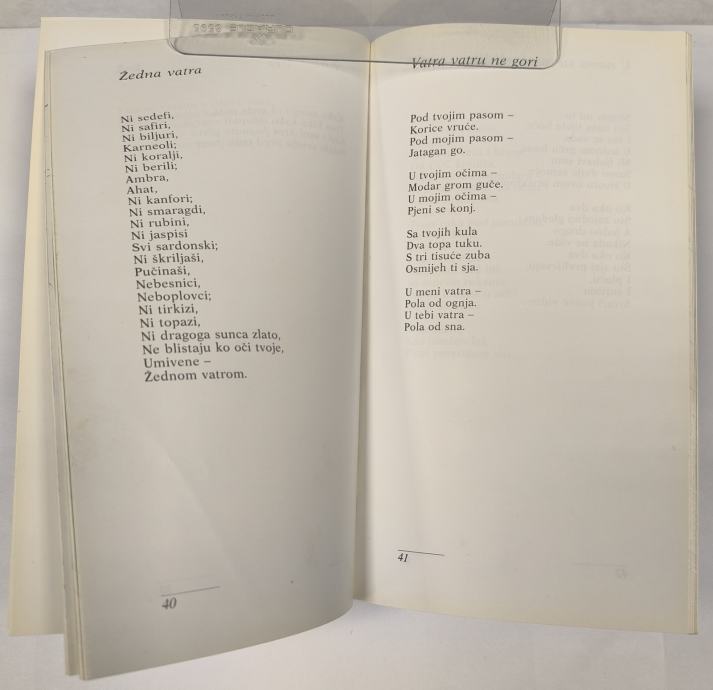 Žedna vatra
Ni sedefi,
Ni safiri,
Ni biljuri,
Karneoli;
Ni koralji,
Ni berili;
Ambra,
Ahat,
Ni kanfori;
Ni smaragdi,
Ni rubini,
Ni jaspisi
Svi sardonski;
Ni škriljaši,
Pučinaši,
Nebesnici,
Neboplovci;
Ni tirkizi,
Ni topazi,
Ni dragoga sunca zlato,
Ne blistaju ko oči tvoje,
Umivene –
Žednom vatrom.
40
Vatra vatru ne gori
Pod tvojim pasom –
Korice vruće.
Pod mojim pasom –
Jatagan go.
U tvojim očima –
Modar grom guče.
U mojim očima –
Pjeni se konj.
Sa tvojih kula
Dva topa tuku.
S tri tisuće zuba
Osmijeh ti sja.
U meni vatra –
Pola od ognja.
U tebi vatra –
Pola od sna.
41